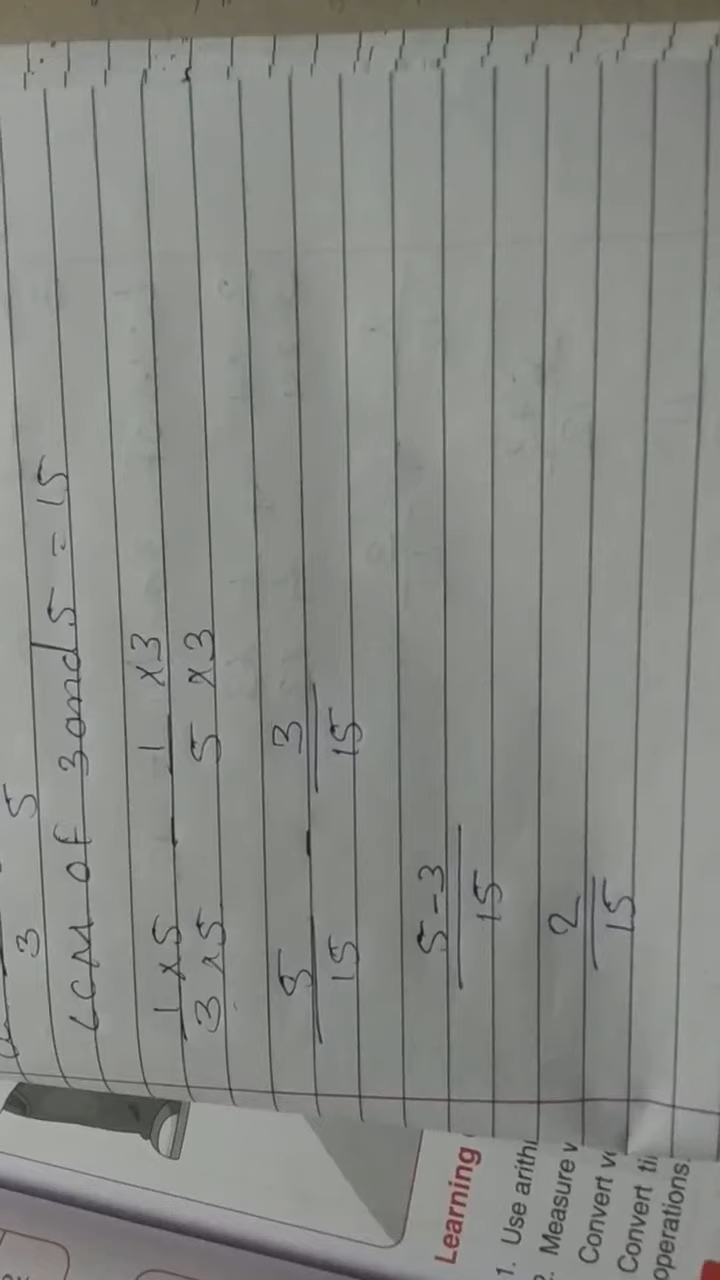 3 5
LCM of 3 and 5 = 15
1 x 5 - 1 x 3
3 x 5 5 x 3
5 - 3
15 15
5 - 3
15
2
15
Learning
1. Use arith
2. Measure v
Convert v
Convert ti
operations.